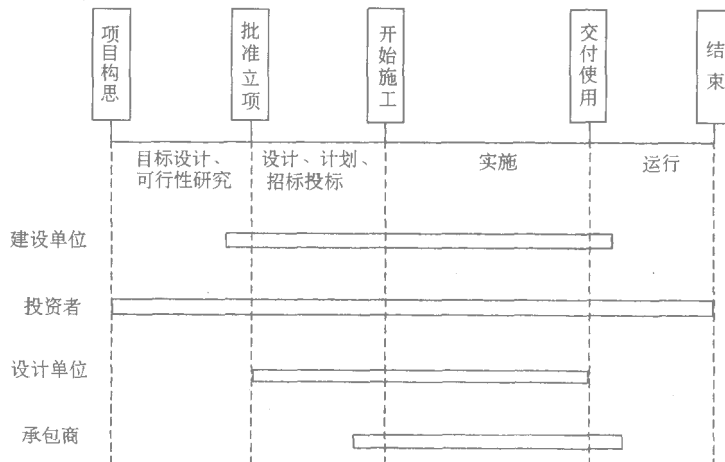 项目构思
批准立项
开始施工
交付使用
结束
目标设计、
可行性研究
设计、计划、
招标投标
实施
运行
建设单位
投资者
设计单位
承包商